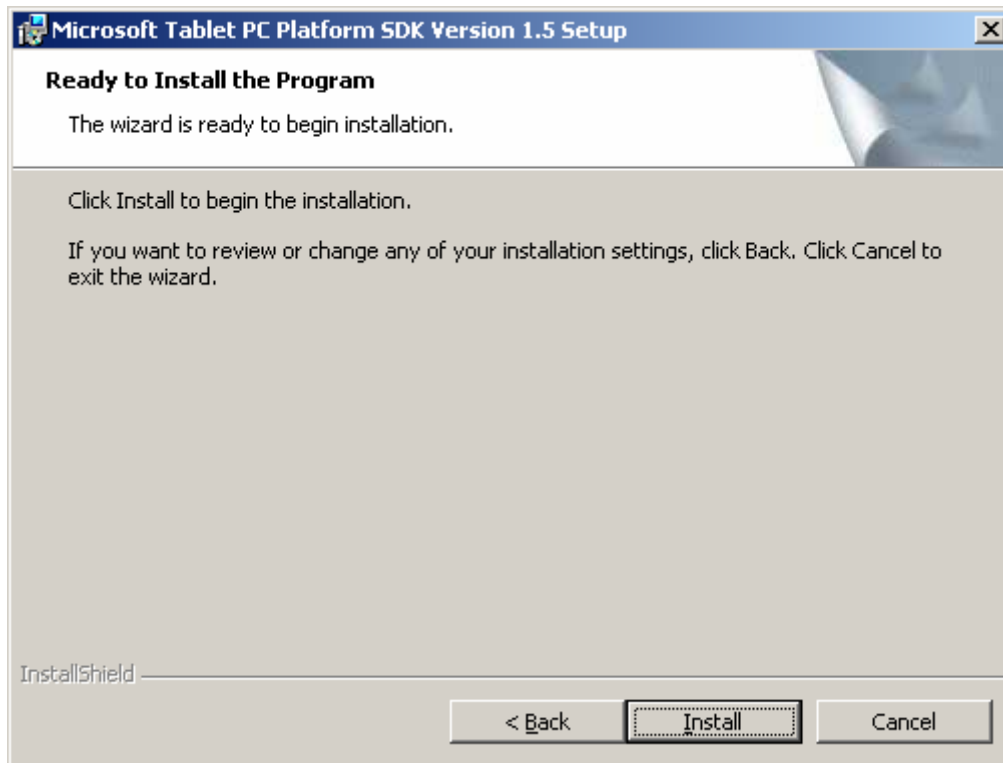 Microsoft Tablet PC Platform SDK Version 1.5 Setup
Ready to Install the Program
The wizard is ready to begin installation.
Click Install to begin the installation.
If you want to review or change any of your installation settings, click Back. Click Cancel to
exit the wizard.
InstallShield
< Back Install Cancel